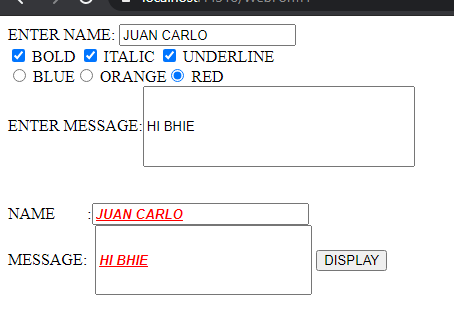 ENTER NAME: JUAN CARLO
BOLD ITALIC UNDERLINE
BLUE ORANGE RED
ENTER MESSAGE: HI BHIE
NAME : JUAN CARLO
MESSAGE: HI BHIE DISPLAY